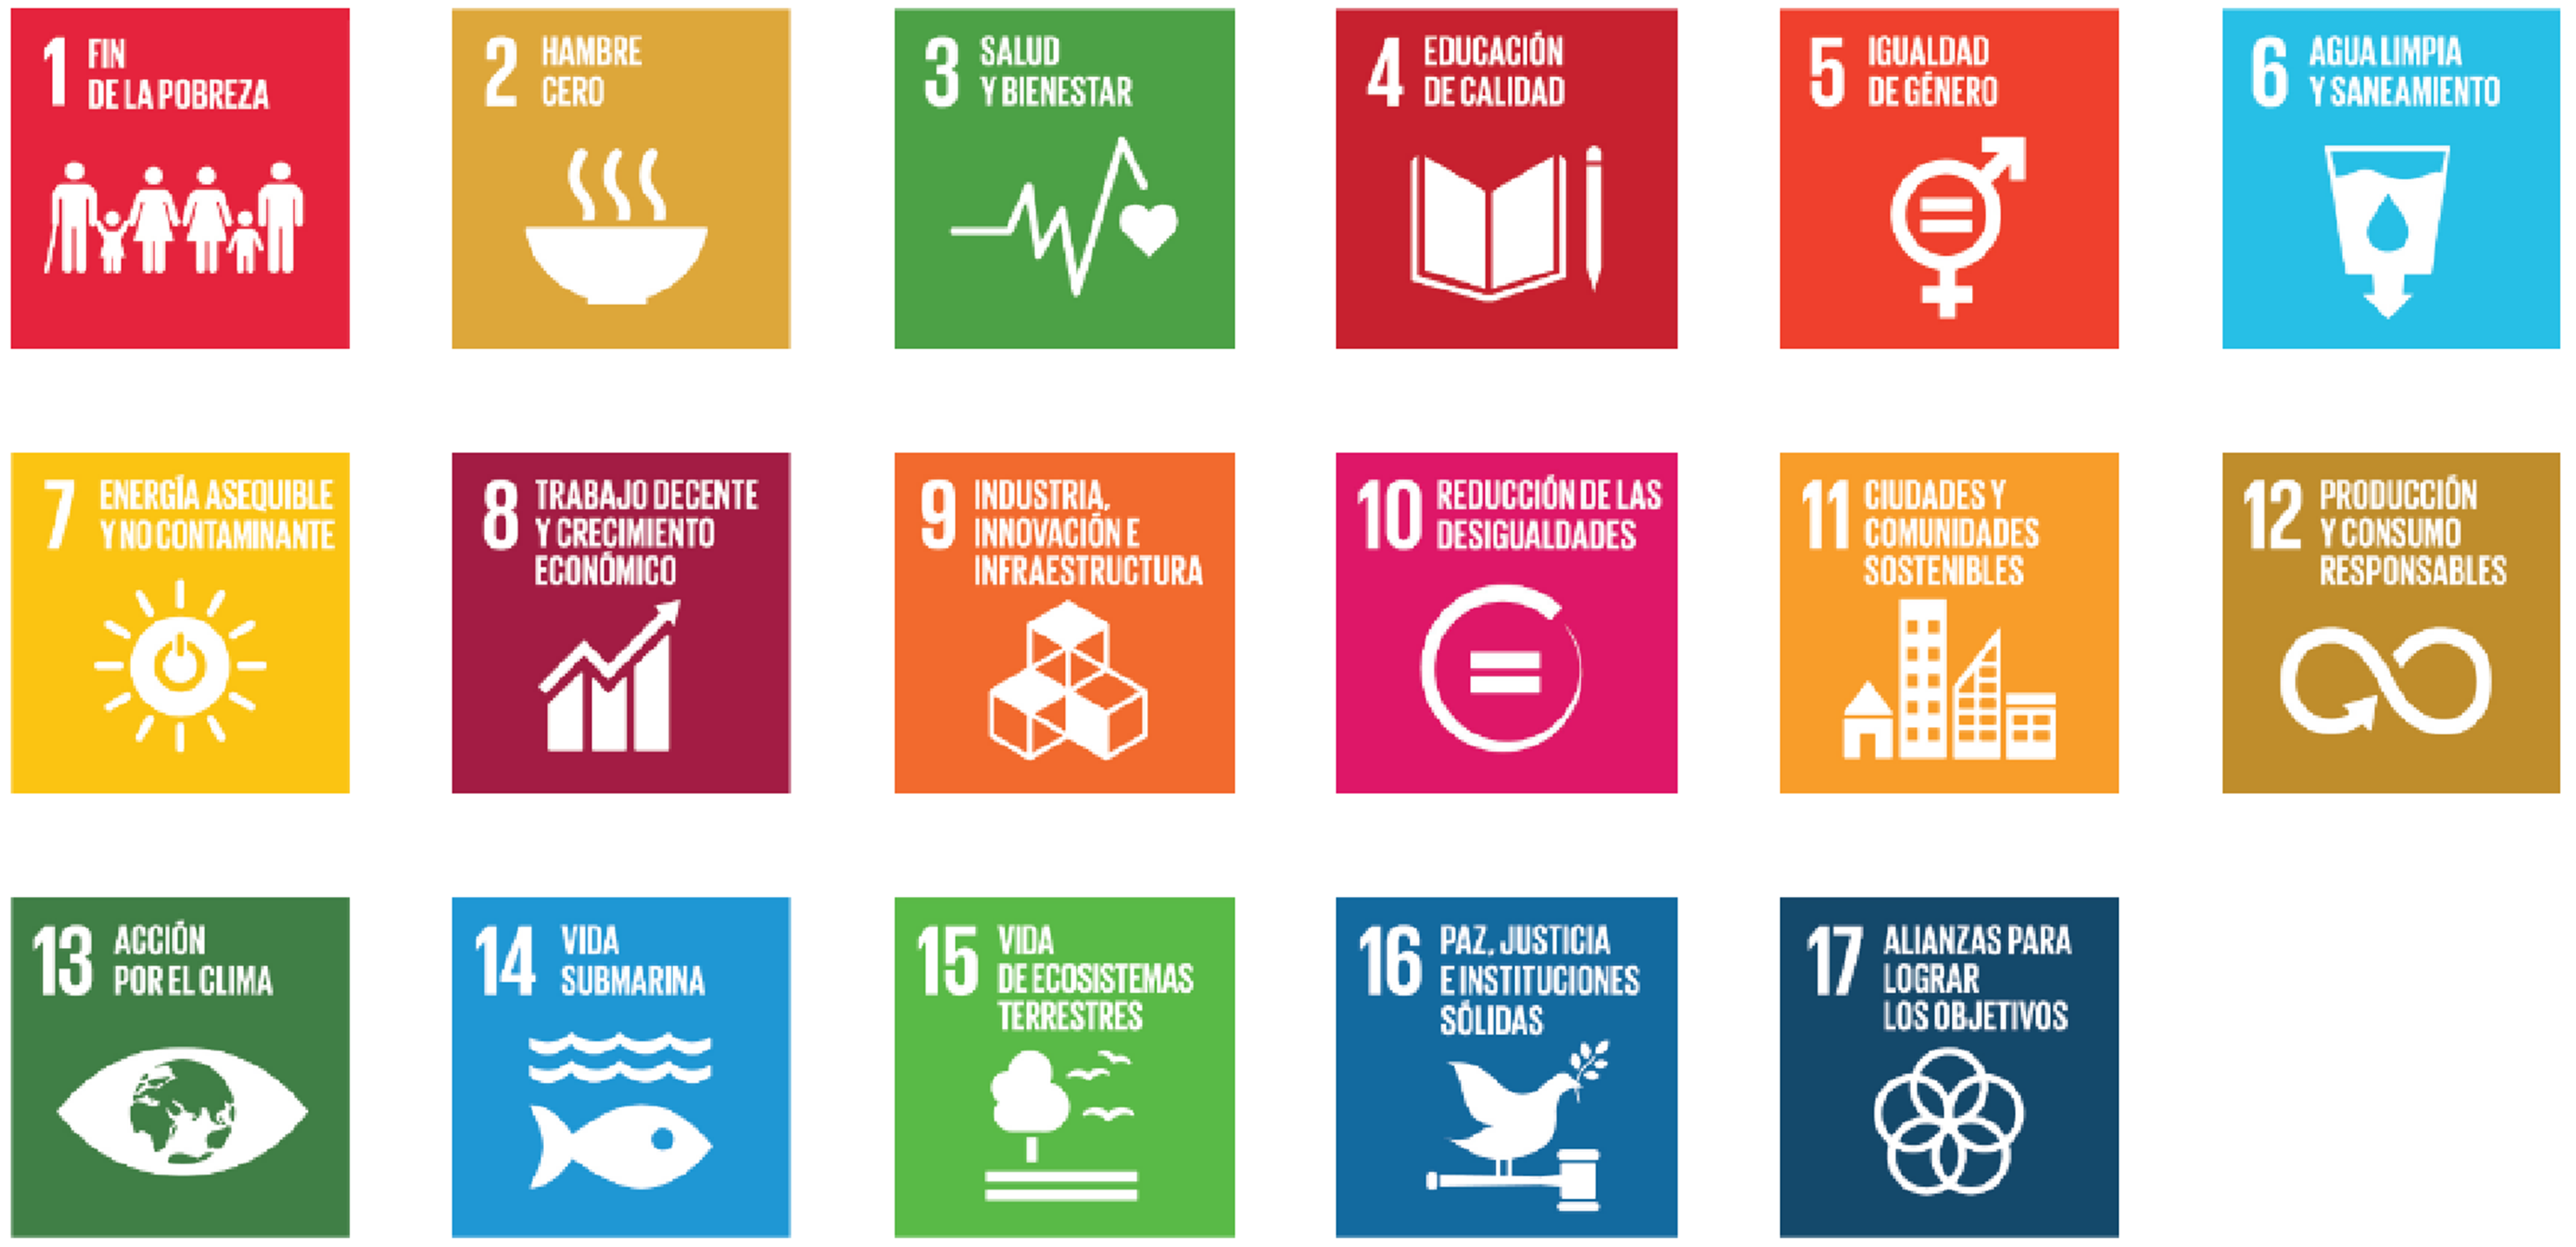 1 FIN
DE LA POBREZA
2 HAMBRE
CERO
3 SALUD
Y BIENESTAR
4 EDUCACIÓN
DE CALIDAD
5 IGUALDAD
DE GÉNERO
6 AGUA LIMPIA
Y SANEAMIENTO
7 ENERGÍA ASEQUIBLE
Y NO CONTAMINANTE
8 TRABAJO DECENTE
Y CRECIMIENTO
ECONÓMICO
9 INDUSTRIA,
INNOVACIÓN E
INFRAESTRUCTURA
10 REDUCCIÓN DE LAS
DESIGUALDADES
11 CIUDADES Y
COMUNIDADES
SOSTENIBLES
12 PRODUCCIÓN
Y CONSUMO
RESPONSABLES
13 ACCIÓN
POR EL CLIMA
14 VIDA
SUBMARINA
15 VIDA
DE ECOSISTEMAS
TERRESTRES
16 PAZ, JUSTICIA
E INSTITUCIONES
SÓLIDAS
17 ALIANZAS PARA
LOGRAR
LOS OBJETIVOS